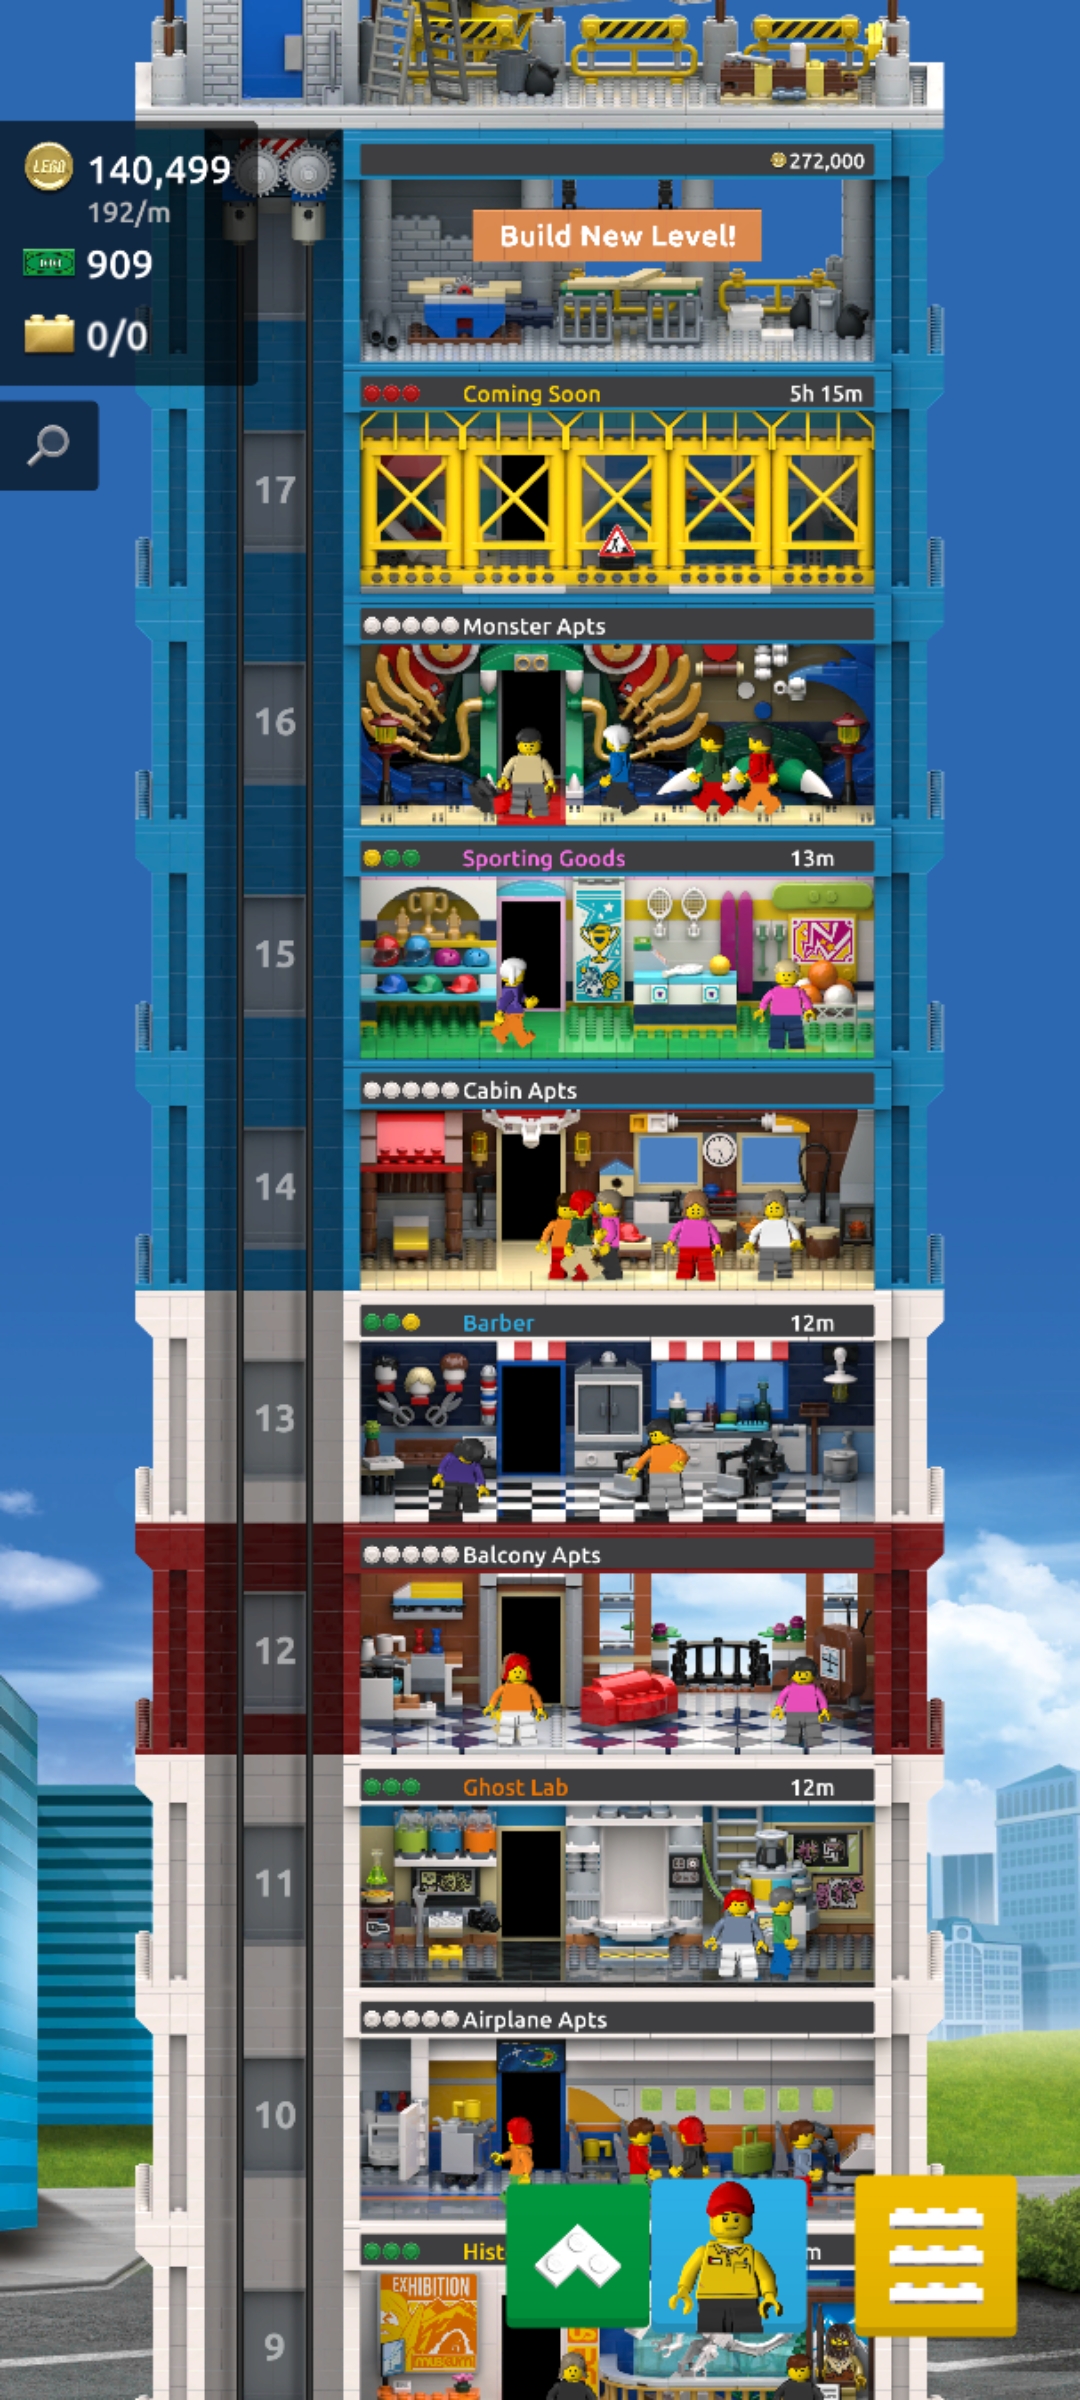 LEGO
140,499
192/m
909
0/0
272,000
Build New Level!
Coming Soon
5h 15m
17
Monster Apts
16
Sporting Goods
13m
15
Cabin Apts
14
Barber
12m
13
Balcony Apts
12
Ghost Lab
12m
11
Airplane Apts
10
Hist
m
EXHIBITION
museum
9